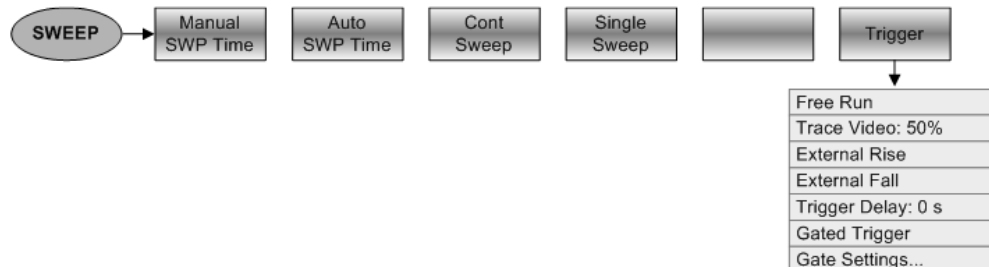 SWEEP
Manual
SWP Time
Auto
SWP Time
Cont
Sweep
Single
Sweep
Trigger
Free Run
Trace Video: 50%
External Rise
External Fall
Trigger Delay: 0 s
Gated Trigger
Gate Settings...